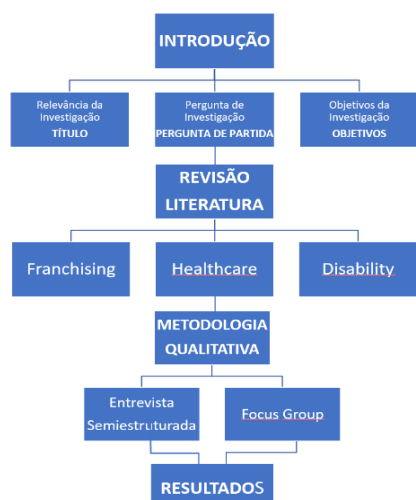 INTRODUÇÃO
Relevância da
Investigação
TÍTULO
Pergunta de
Investigação
PERGUNTA DE PARTIDA
Objetivos da
Investigação
OBJETIVOS
REVISÃO
LITERATURA
Franchising
Healthcare
Disability
METODOLOGIA
QUALITATIVA
Entrevista
Semiestruturada
Focus Group
RESULTADOS